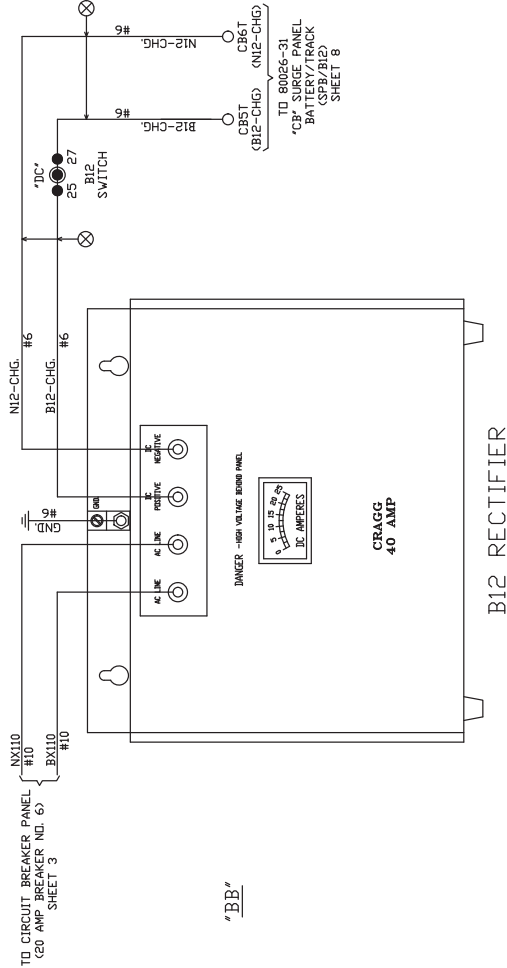 TO CIRCUIT BREAKER PANEL
(20 AMP BREAKER NO. 6)
SHEET 3
NX110
#10
BX110
#10
GND.
#6
N12-CHG.
#6
B12-CHG.
#6
"DC"
25
27
B12
SWITCH
#6
N12-CHG.
#6
B12-CHG.
CB6T
(N12-CHG)
CB5T
(B12-CHG)
TO 80026-31
"CB" SURGE PANEL
BATTERY/TRACK
(SPB/B12)
SHEET 8
GND.
AC LINE
AC LINE
DC
POSITIVE
DC
NEGATIVE
DANGER -HIGH VOLTAGE BEHIND PANEL
0 5 10 15 20 25
DC AMPERES
CRAGG
40 AMP
"BB"
B12 RECTIFIER